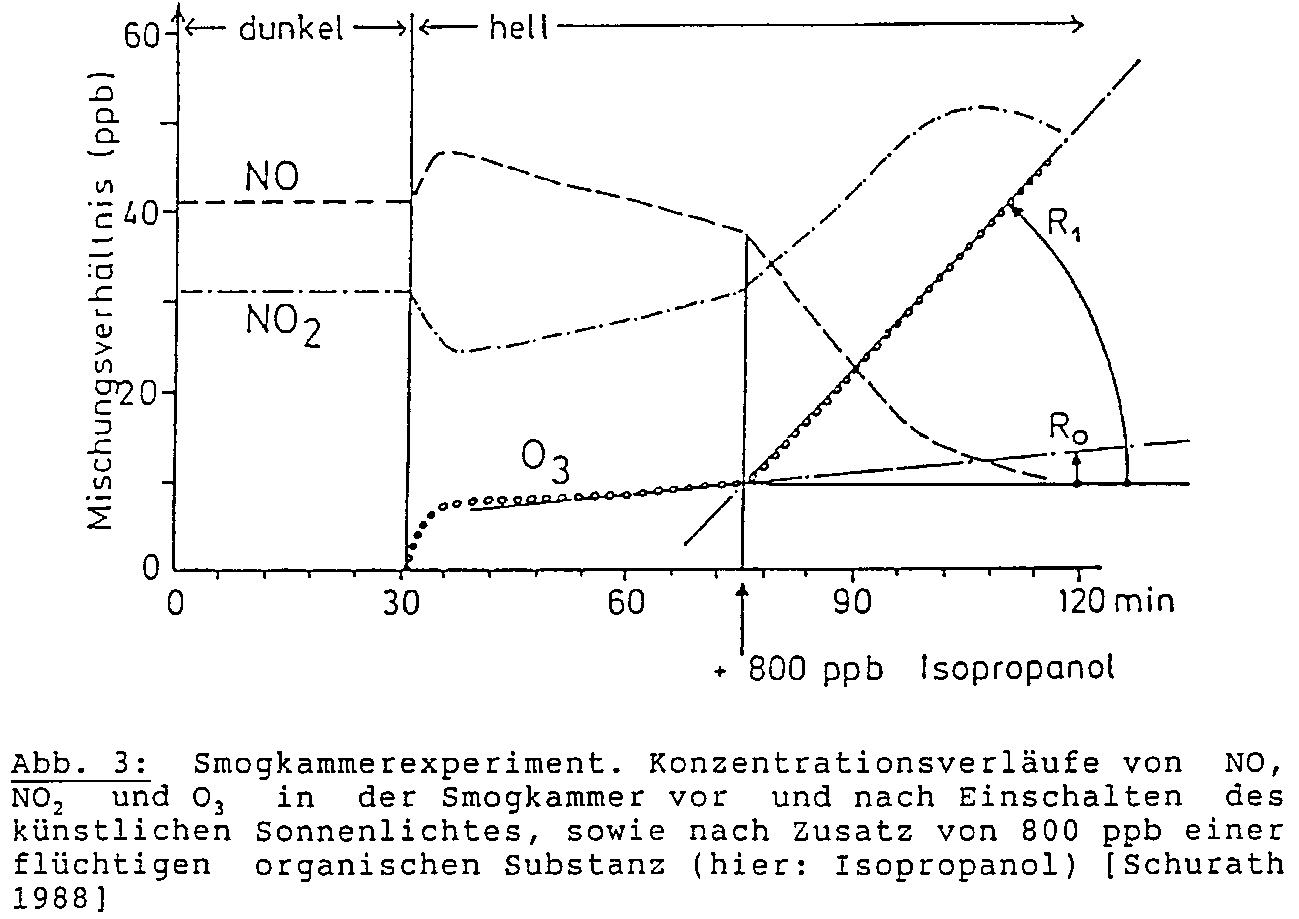 60
dunkel
hell
Mischungsverhältnis (ppb)
NO
40
R1
NO2
20
R0
O3
0
0 30 60 90 120 min
+ 800 ppb Isopropanol
Abb. 3: Smogkammerexperiment. Konzentrationsverläufe von NO,
NO2 und O3 in der Smogkammer vor und nach Einschalten des
künstlichen Sonnenlichtes, sowie nach Zusatz von 800 ppb einer
flüchtigen organischen Substanz (hier: Isopropanol) [Schurath
1988]